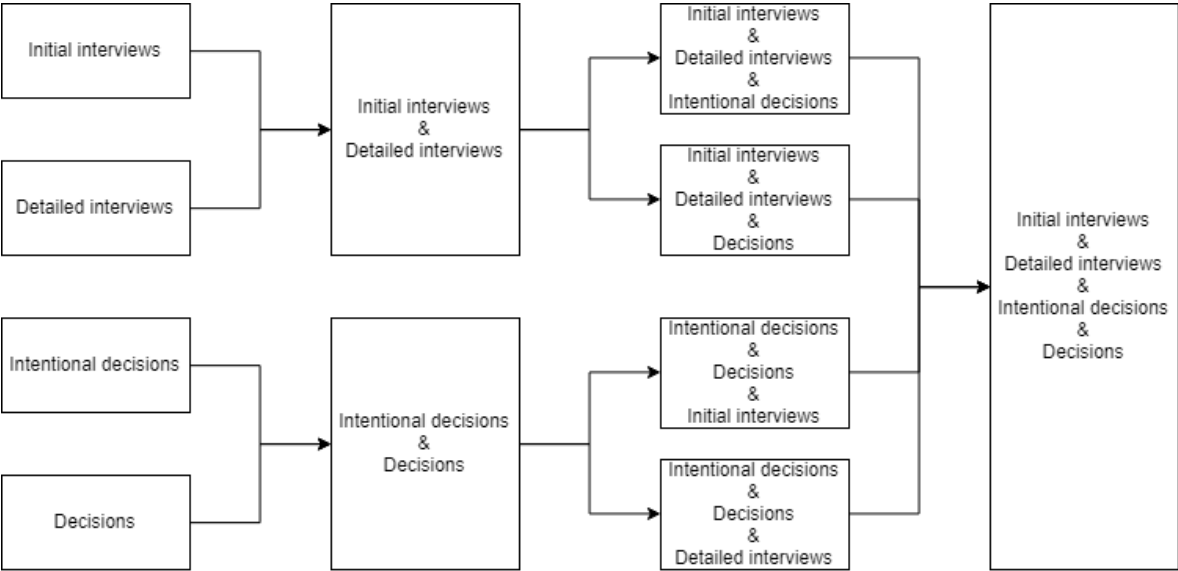 Initial interviews
Detailed interviews
Intentional decisions
Decisions
Initial interviews
&
Detailed interviews
Intentional decisions
&
Decisions
Initial interviews
&
Detailed interviews
&
Intentional decisions
Initial interviews
&
Detailed interviews
&
Decisions
Intentional decisions
&
Decisions
&
Initial interviews
Intentional decisions
&
Decisions
&
Detailed interviews
Initial interviews
&
Detailed interviews
&
Intentional decisions
&
Decisions